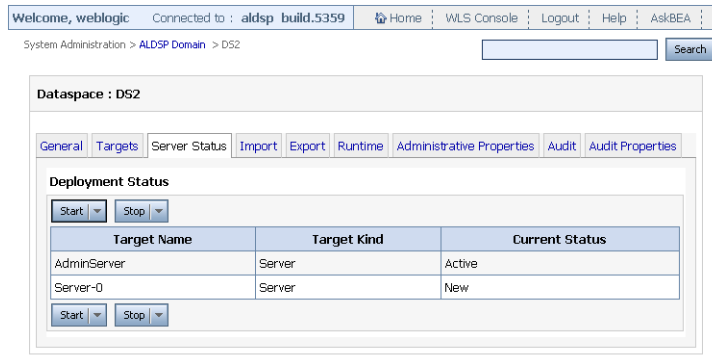 Welcome, weblogic Connected to : aldsp build.5359 Home WLS Console Logout Help AskBEA
System Administration > ALDSP Domain > DS2
Search
Dataspace : DS2
General Targets Server Status Import Export Runtime Administrative Properties Audit Audit Properties
Deployment Status
Start Stop
Target Name Target Kind Current Status
AdminServer Server Active
Server-0 Server New
Start Stop